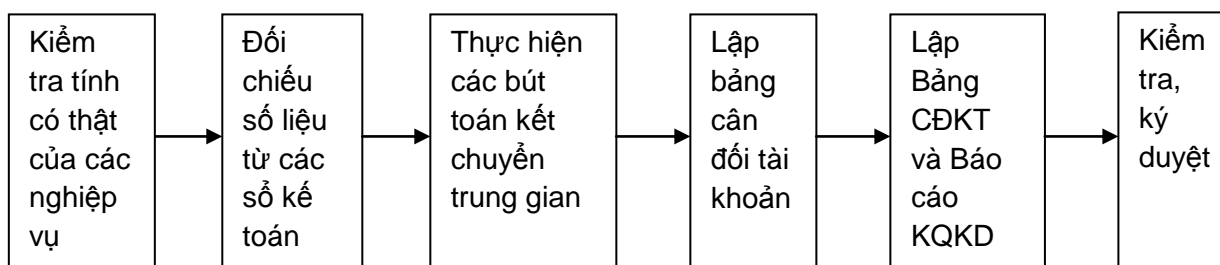 Kiểm
tra tính
có thật
của các
nghiệp
vụ
Đối
chiếu
số liệu
từ các
sổ kế
toán
Thực hiện
các bút
toán kết
chuyển
trung gian
Lập
bảng
cân
đối tài
khoản
Lập
Bảng
CĐKT
và Báo
cáo
KQKD
Kiểm
tra,
ký
duyệt